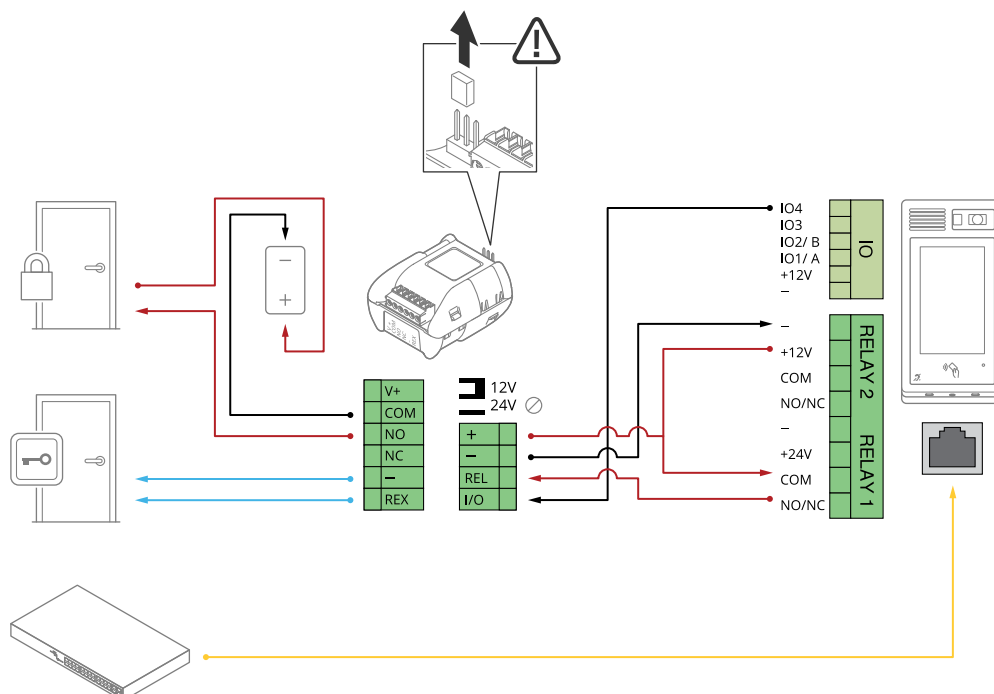 !
−
+
V+
COM
NO
NC
−
REX
12V
24V
+
−
REL
I/O
IO4
IO3
IO2/ B
IO1/ A
+12V
−
IO
−
+12V
COM
NO/NC
−
+24V
COM
NO/NC
RELAY 2
RELAY 1